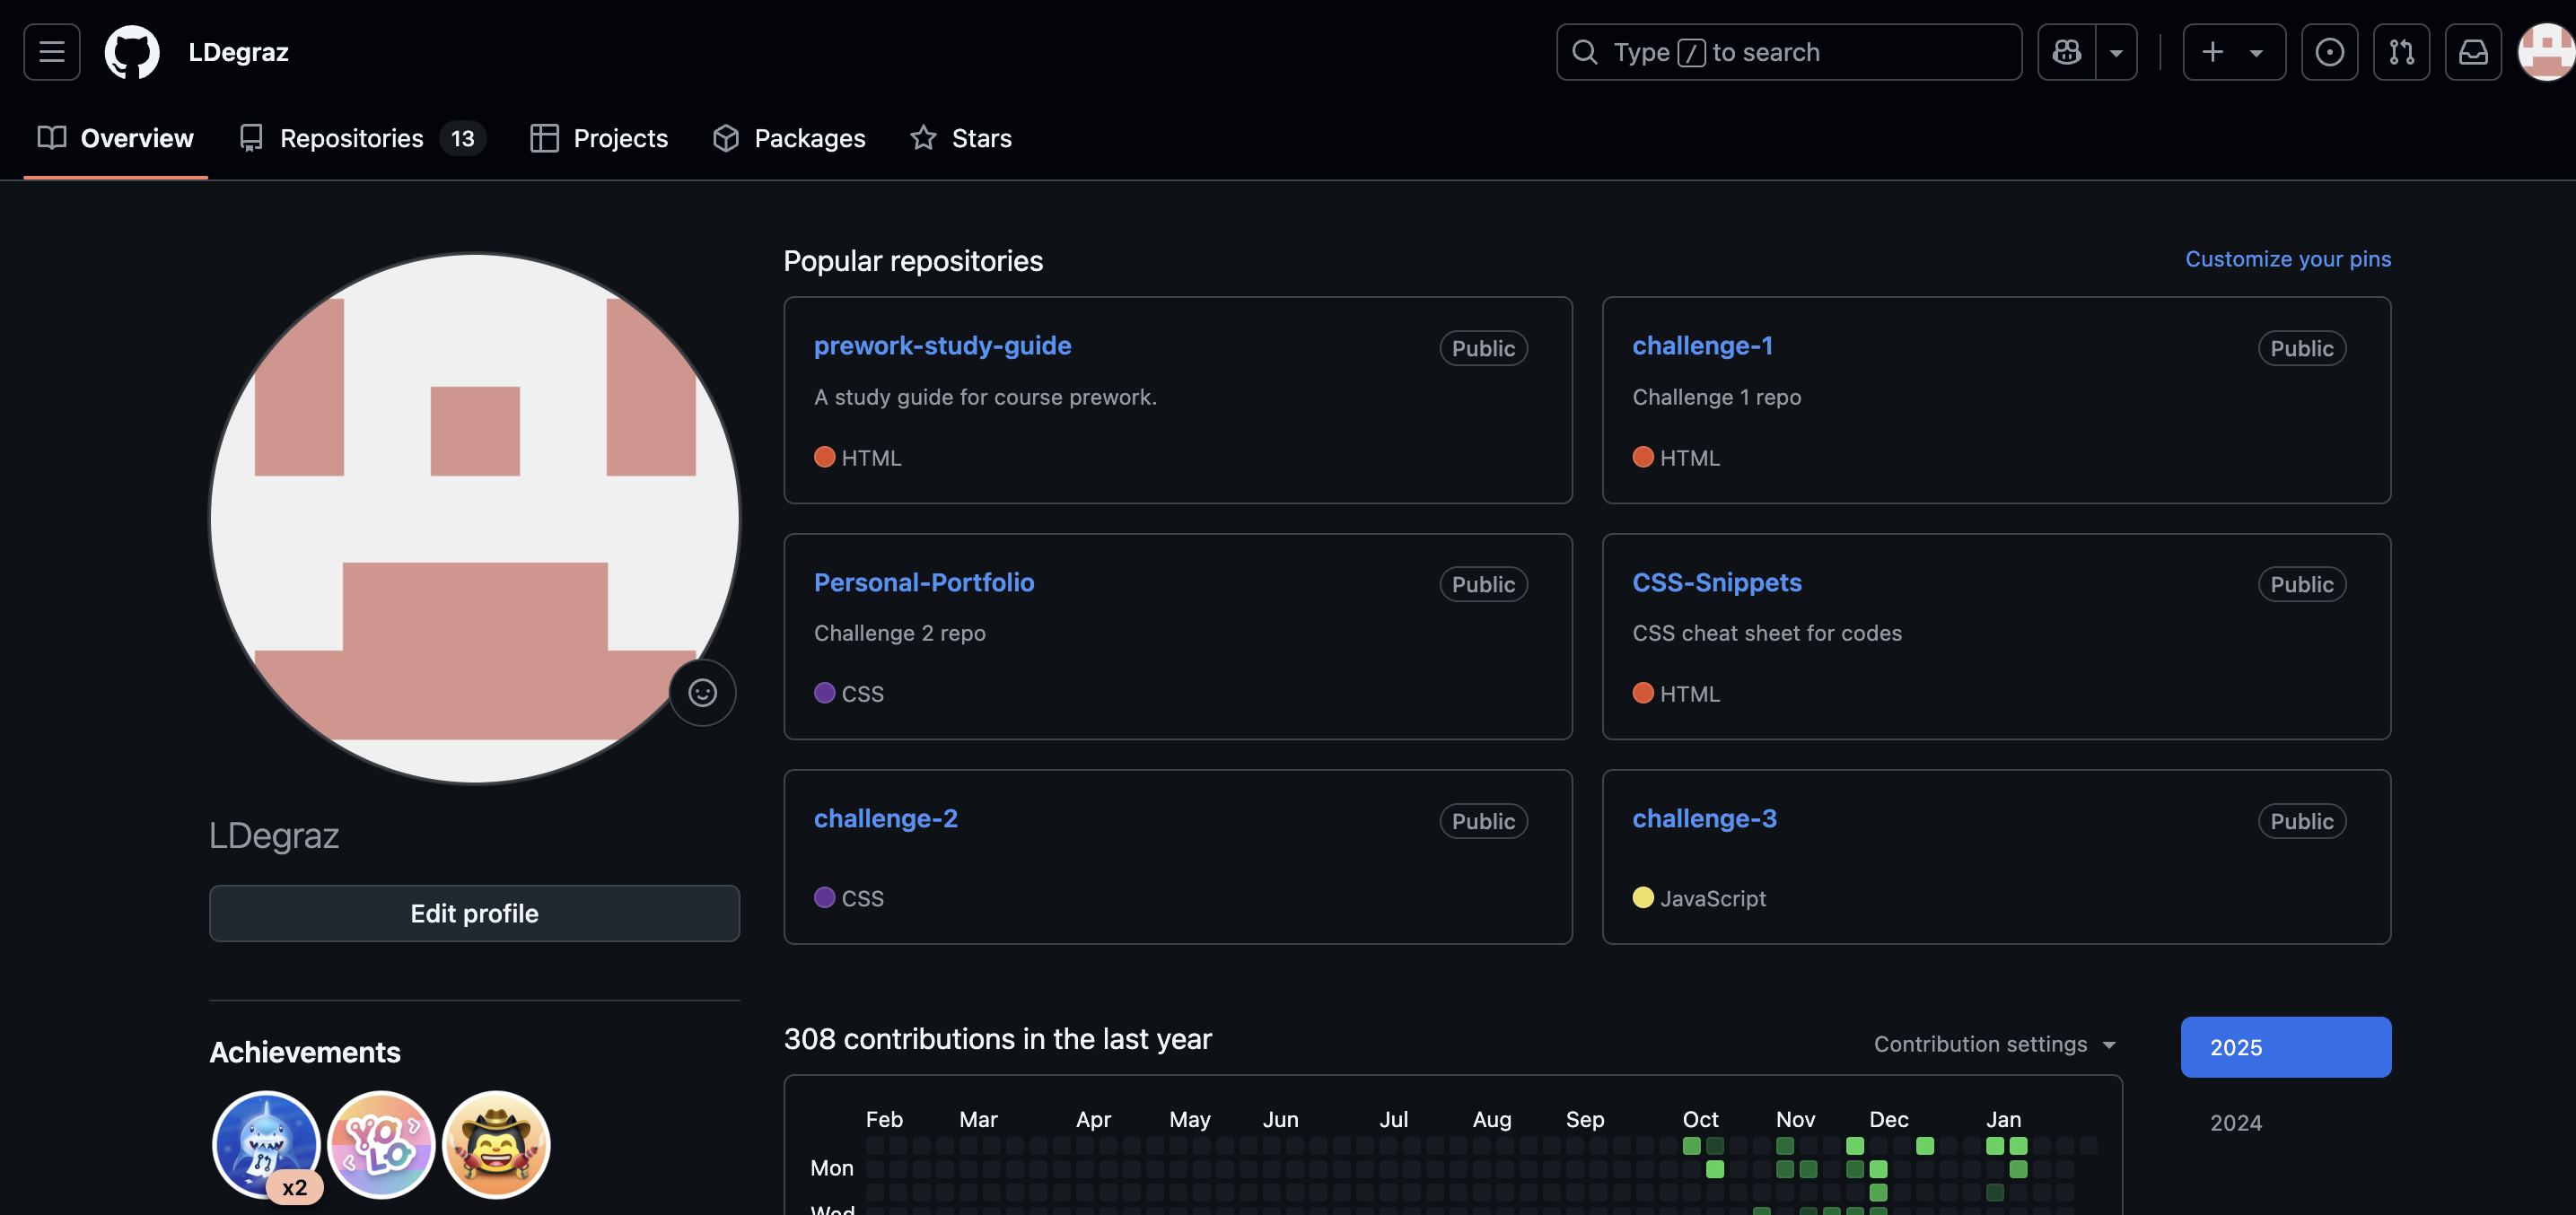 LDegraz
Type / to search
Overview
Repositories 13
Projects
Packages
Stars
LDegraz
Edit profile
Achievements
YOLO
x2
Popular repositories
Customize your pins
prework-study-guide
Public
A study guide for course prework.
HTML
challenge-1
Public
Challenge 1 repo
HTML
Personal-Portfolio
Public
Challenge 2 repo
CSS
CSS-Snippets
Public
CSS cheat sheet for codes
HTML
challenge-2
Public
CSS
challenge-3
Public
JavaScript
308 contributions in the last year
Contribution settings
2025
2024
Feb Mar Apr May Jun Jul Aug Sep Oct Nov Dec Jan
Mon
Wed